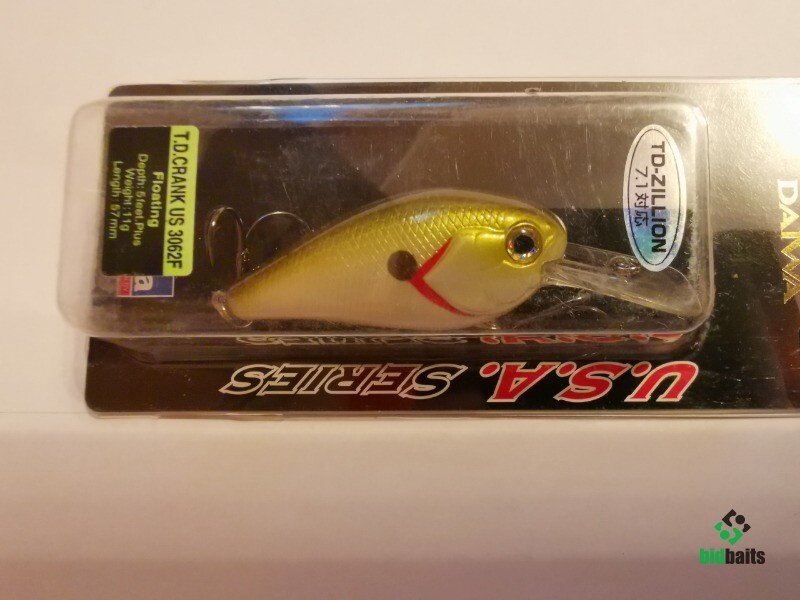 T.D.CRANK US 3062F
Floating
Depth: 5feet Plus
Weight: 11g
Length: 57mm
TD-ZILLION
7.1対応
DAIWA
U.S.A. SERIES
bidbaits